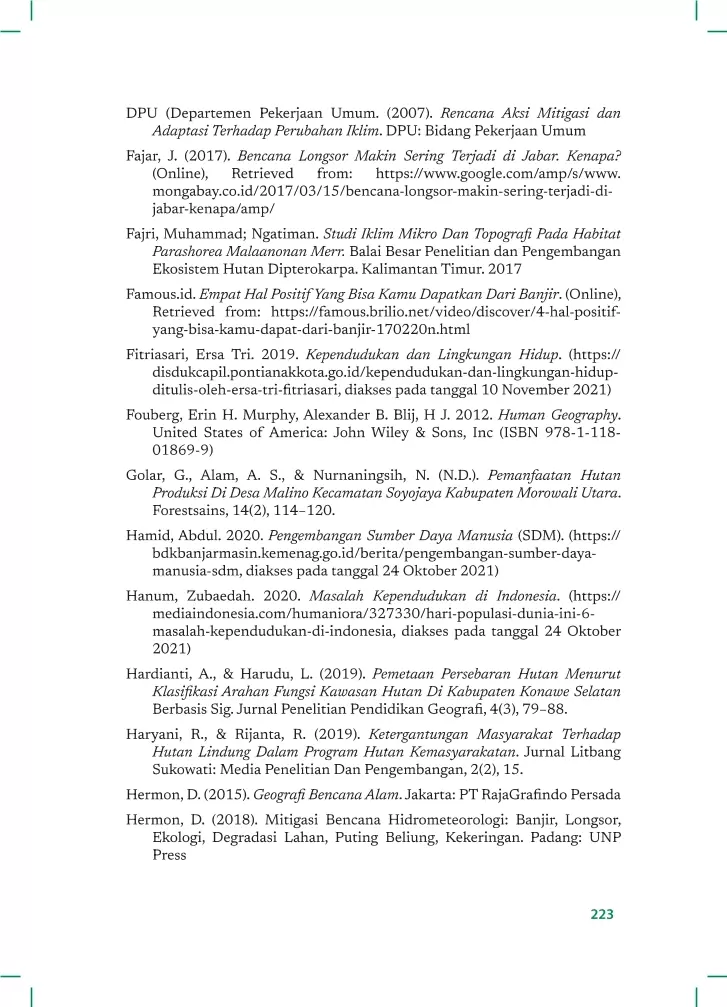 DPU (Departemen Pekerjaan Umum. (2007). Rencana Aksi Mitigasi dan
Adaptasi Terhadap Perubahan Iklim. DPU: Bidang Pekerjaan Umum
Fajar, J. (2017). Bencana Longsor Makin Sering Terjadi di Jabar. Kenapa?
(Online), Retrieved from: https://www.google.com/amp/s/www.
mongabay.co.id/2017/03/15/bencana-longsor-makin-sering-terjadi-di-
jabar-kenapa/amp/
Fajri, Muhammad; Ngatiman. Studi Iklim Mikro Dan Topografi Pada Habitat
Parashorea Malaanonan Merr. Balai Besar Penelitian dan Pengembangan
Ekosistem Hutan Dipterokarpa. Kalimantan Timur. 2017
Famous.id. Empat Hal Positif Yang Bisa Kamu Dapatkan Dari Banjir. (Online),
Retrieved from: https://famous.brilio.net/video/discover/4-hal-positif-
yang-bisa-kamu-dapat-dari-banjir-170220n.html
Fitriasari, Ersa Tri. 2019. Kependudukan dan Lingkungan Hidup. (https://
disdukcapil.pontianakkota.go.id/kependudukan-dan-lingkungan-hidup-
ditulis-oleh-ersa-tri-fitriasari, diakses pada tanggal 10 November 2021)
Fouberg, Erin H. Murphy, Alexander B. Blij, H J. 2012. Human Geography.
United States of America: John Wiley & Sons, Inc (ISBN 978-1-118-
01869-9)
Golar, G., Alam, A. S., & Nurnaningsih, N. (N.D.). Pemanfaatan Hutan
Produksi Di Desa Malino Kecamatan Soyojaya Kabupaten Morowali Utara.
Forestsains, 14(2), 114–120.
Hamid, Abdul. 2020. Pengembangan Sumber Daya Manusia (SDM). (https://
bdkbanjarmasin.kemenag.go.id/berita/pengembangan-sumber-daya-
manusia-sdm, diakses pada tanggal 24 Oktober 2021)
Hanum, Zubaedah. 2020. Masalah Kependudukan di Indonesia. (https://
mediaindonesia.com/humaniora/327330/hari-populasi-dunia-ini-6-
masalah-kependudukan-di-indonesia, diakses pada tanggal 24 Oktober
2021)
Hardianti, A., & Harudu, L. (2019). Pemetaan Persebaran Hutan Menurut
Klasifikasi Arahan Fungsi Kawasan Hutan Di Kabupaten Konawe Selatan
Berbasis Sig. Jurnal Penelitian Pendidikan Geografi, 4(3), 79–88.
Haryani, R., & Rijanta, R. (2019). Ketergantungan Masyarakat Terhadap
Hutan Lindung Dalam Program Hutan Kemasyarakatan. Jurnal Litbang
Sukowati: Media Penelitian Dan Pengembangan, 2(2), 15.
Hermon, D. (2015). Geografi Bencana Alam. Jakarta: PT RajaGrafindo Persada
Hermon, D. (2018). Mitigasi Bencana Hidrometeorologi: Banjir, Longsor,
Ekologi, Degradasi Lahan, Puting Beliung, Kekeringan. Padang: UNP
Press
223